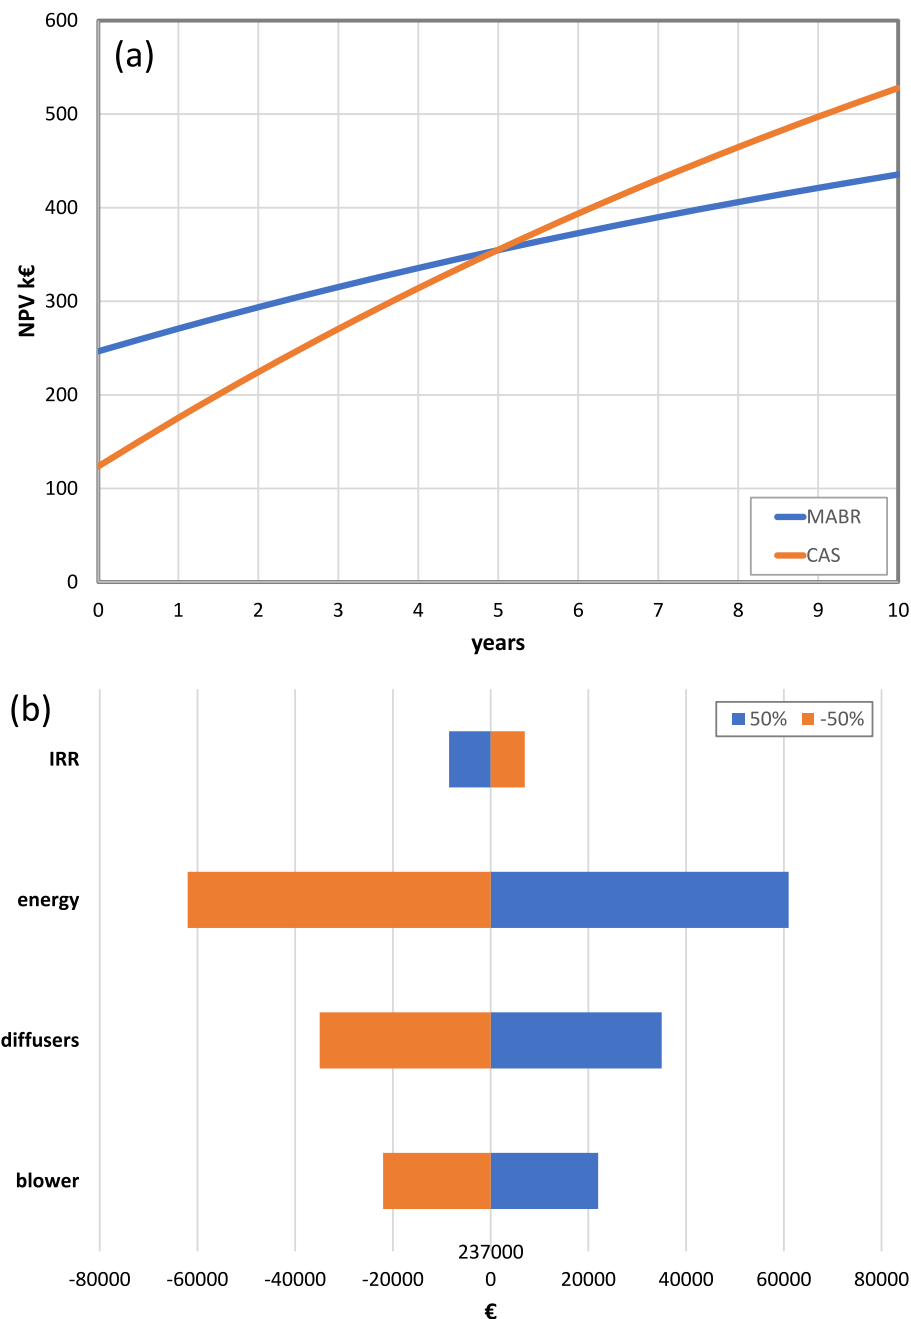 (a)
600
500
400
300
200
100
0
NPV k€
MABR
CAS
0 1 2 3 4 5 6 7 8 9 10
years
(b)
50% -50%
IRR
energy
diffusers
blower
237000
-80000 -60000 -40000 -20000 0 20000 40000 60000 80000
€